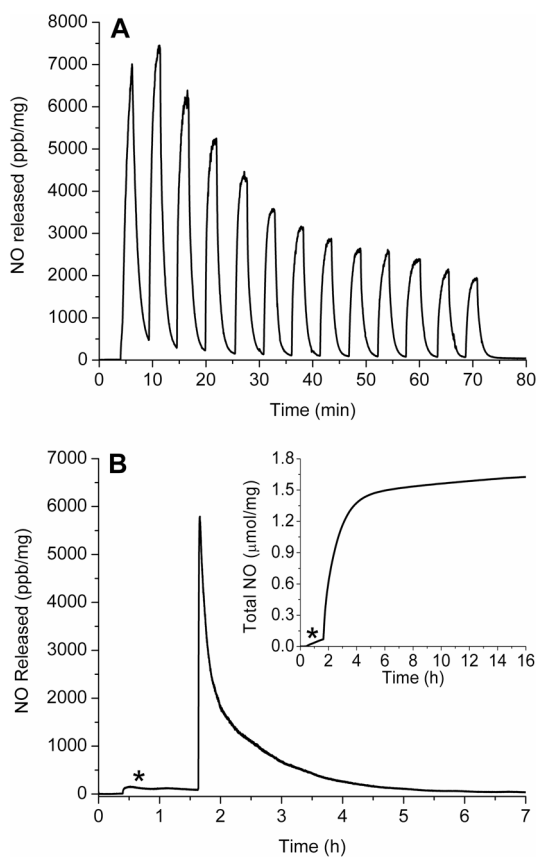 A
8000
7000
6000
5000
4000
3000
2000
1000
0
NO released (ppb/mg)
0 10 20 30 40 50 60 70 80
Time (min)
B
7000
6000
5000
4000
3000
2000
1000
0
NO Released (ppb/mg)
*
0 1 2 3 4 5 6 7
Time (h)
1.8
1.5
1.2
0.9
0.6
0.3
0.0
Total NO (μmol/mg)
*
0 2 4 6 8 10 12 14 16
Time (h)